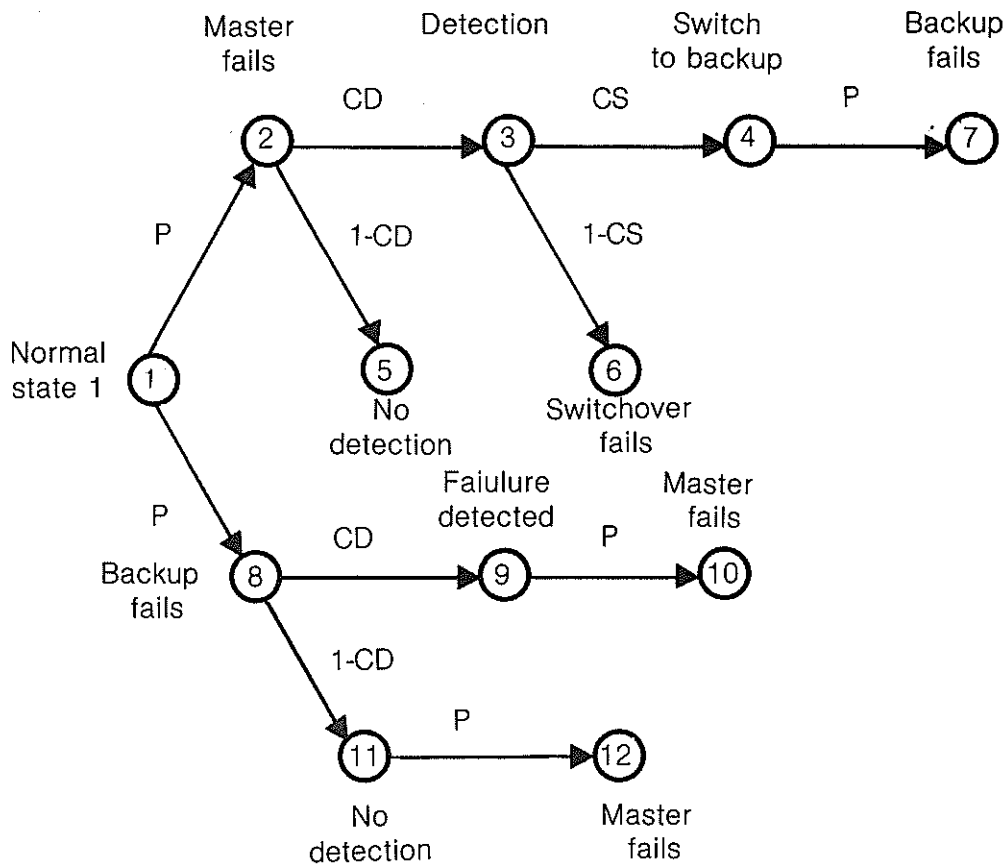 Master
fails
Detection
Switch
to backup
Backup
fails
CD
CS
P
2
3
4
7
P
1-CD
1-CS
Normal
state 1
1
5
6
No
detection
Switchover
fails
P
Faiulure
detected
Master
fails
CD
P
Backup
fails
8
9
10
1-CD
P
11
12
No
detection
Master
fails